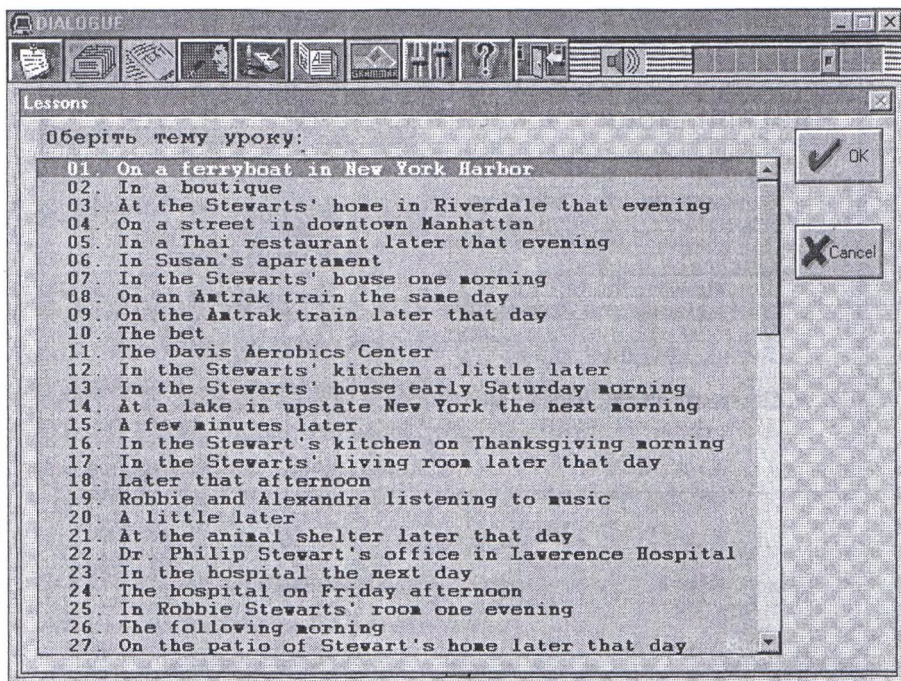 DIALOGUE
GRAMMAR
Lessons
Оберіть тему уроку:
01. On a ferryboat in New York Harbor
02. In a boutique
03. At the Stewarts' home in Riverdale that evening
04. On a street in downtown Manhattan
05. In a Thai restaurant later that evening
06. In Susan's apartament
07. In the Stewarts' house one morning
08. On an Amtrak train the same day
09. On the Amtrak train later that day
10. The bet
11. The Davis Aerobics Center
12. In the Stewarts' kitchen a little later
13. In the Stewarts' house early Saturday morning
14. At a lake in upstate New York the next morning
15. A few minutes later
16. In the Stewart's kitchen on Thanksgiving morning
17. In the Stewarts' living room later that day
18. Later that afternoon
19. Robbie and Alexandra listening to music
20. A little later
21. At the animal shelter later that day
22. Dr. Philip Stewart's office in Lawerence Hospital
23. In the hospital the next day
24. The hospital on Friday afternoon
25. In Robbie Stewarts' room one evening
26. The following morning
27. On the patio of Stewart's home later that day
OK
Cancel